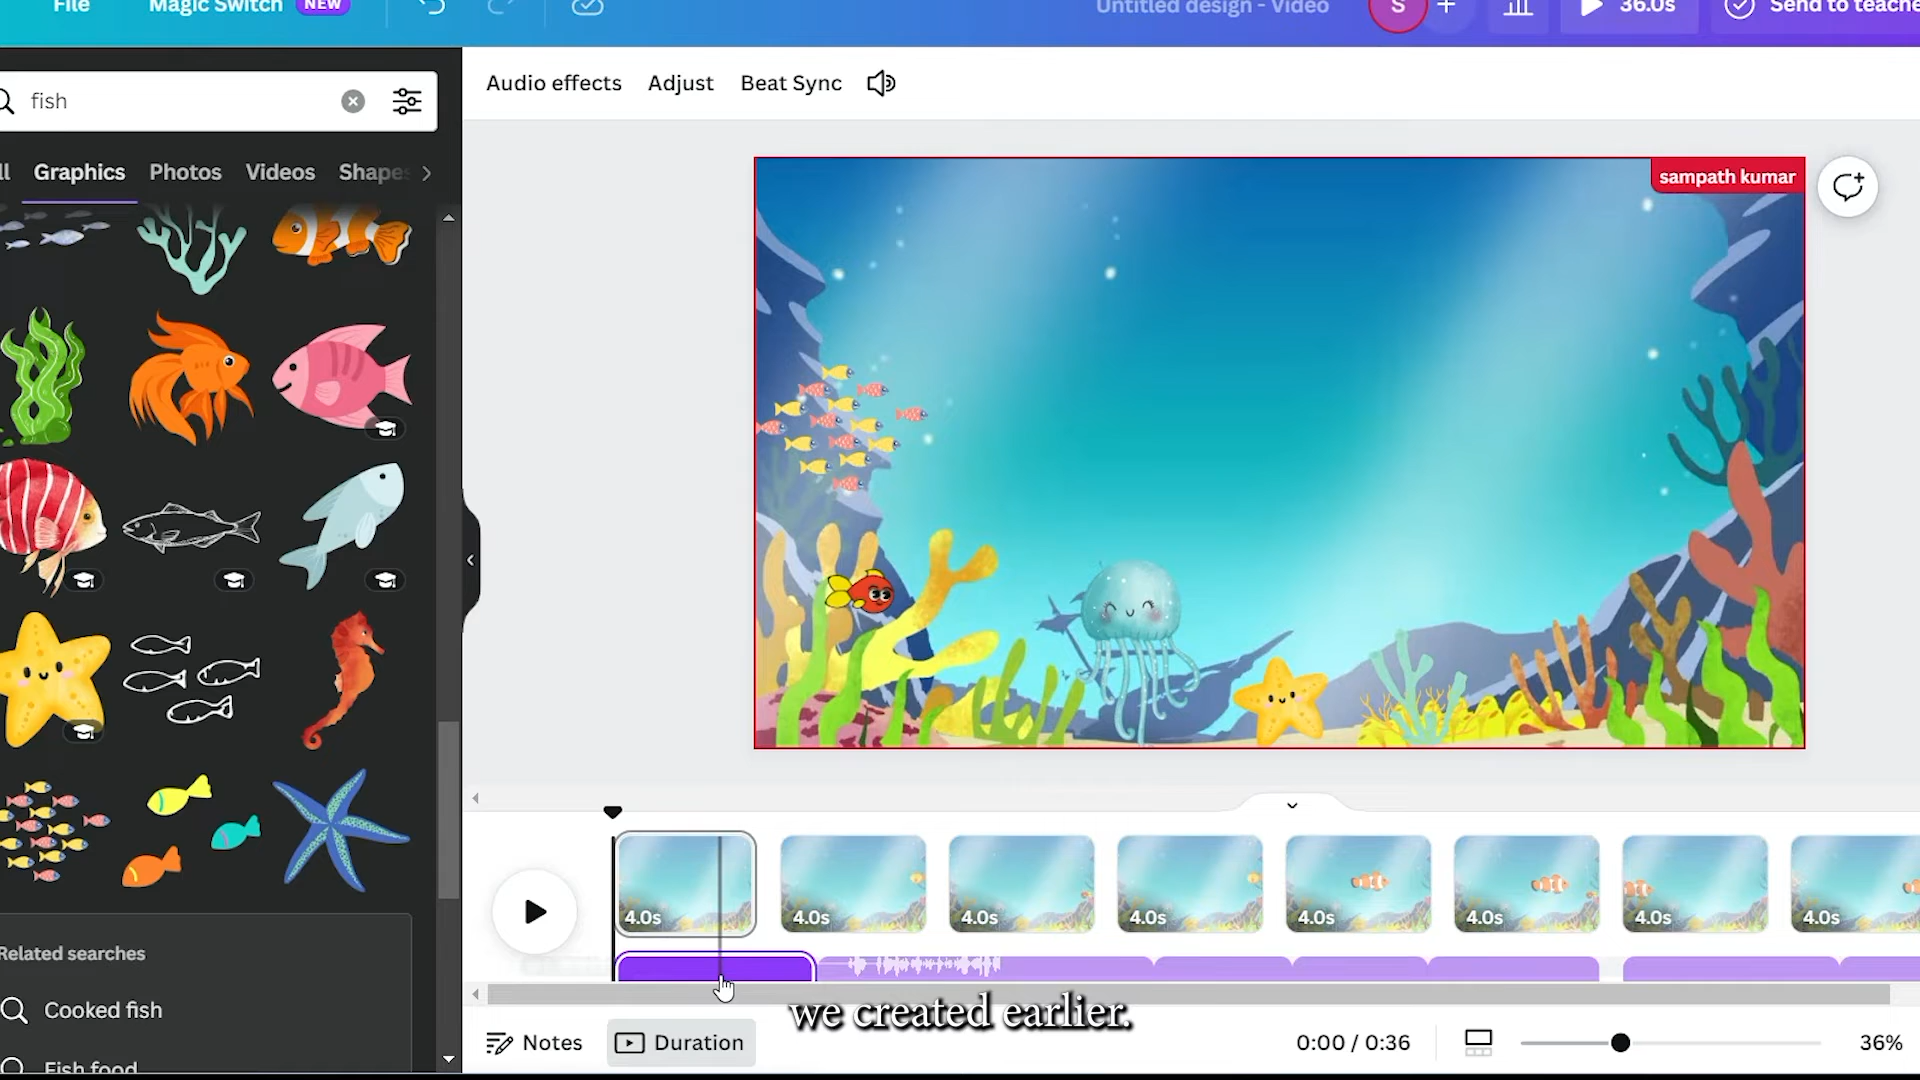 File
Magic Switch
NEW
Untitled design - Video
S
+
36.0s
Send to teache
fish
ll
Graphics
Photos
Videos
Shapes
Audio effects
Adjust
Beat Sync
sampath kumar
4.0s
4.0s
4.0s
4.0s
4.0s
4.0s
4.0s
4.0s
Related searches
Cooked fish
Fish food
we created earlier.
Notes
Duration
0:00 / 0:36
36%